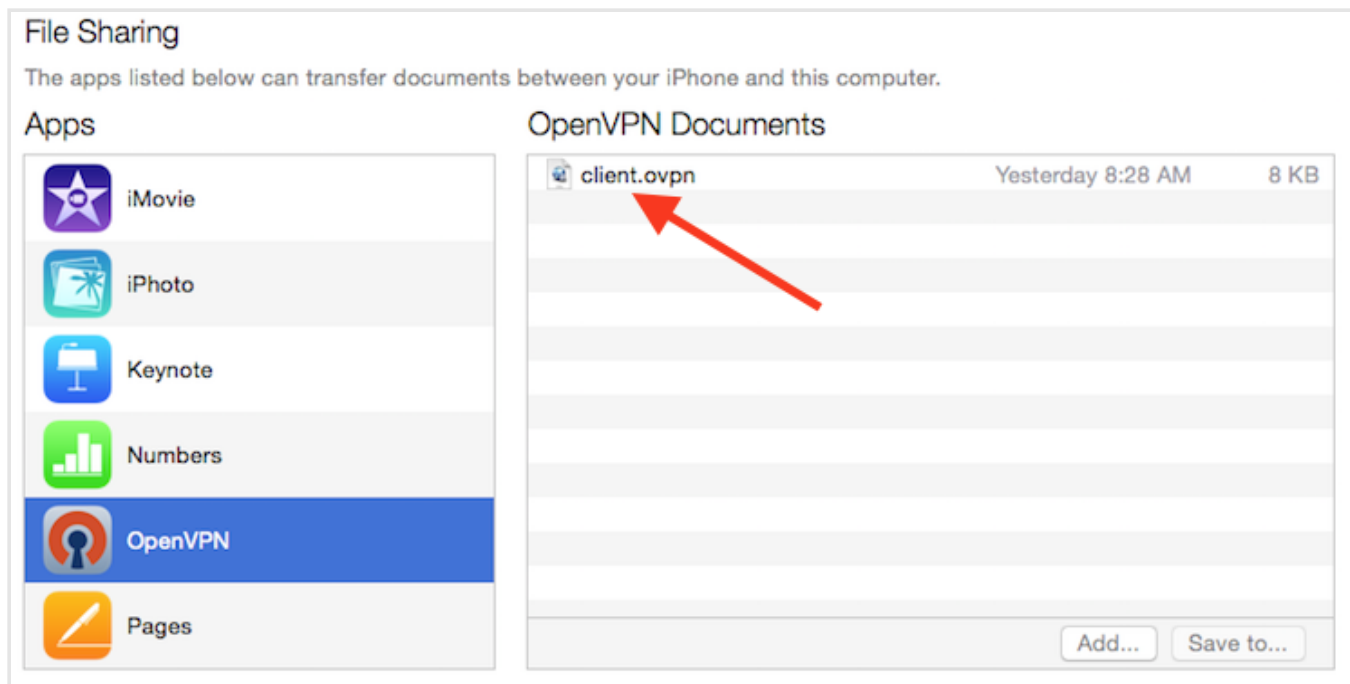 File Sharing
The apps listed below can transfer documents between your iPhone and this computer.
Apps
iMovie
iPhoto
Keynote
Numbers
OpenVPN
Pages
OpenVPN Documents
client.ovpn Yesterday 8:28 AM 8 KB
Add... Save to...